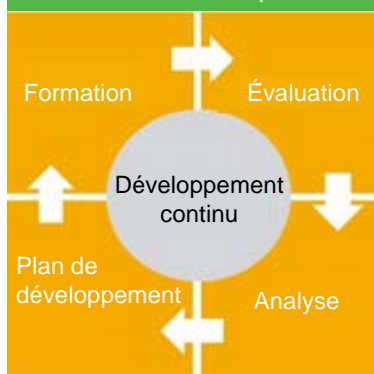 Formation
Évaluation
Développement
continu
Plan de
développement
Analyse